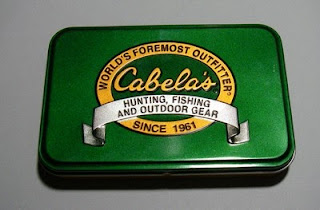 WORLD'S FOREMOST OUTFITTER®
Cabela's
HUNTING, FISHING
AND OUTDOOR GEAR
SINCE 1961